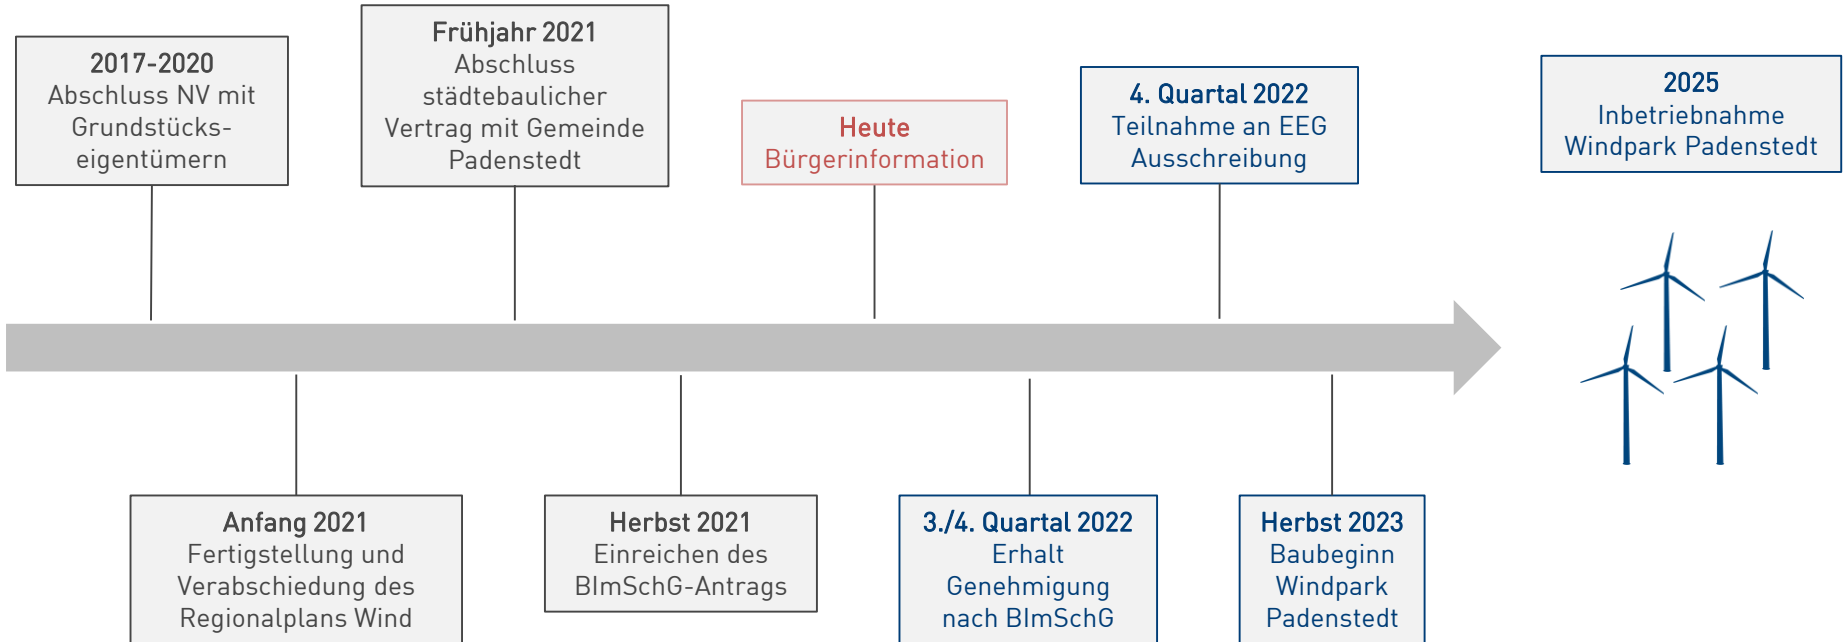 2017-2020
Abschluss NV mit
Grundstücks-
eigentümern
Frühjahr 2021
Abschluss
städtebaulicher
Vertrag mit Gemeinde
Padenstedt
Heute
Bürgerinformation
4. Quartal 2022
Teilnahme an EEG
Ausschreibung
2025
Inbetriebnahme
Windpark Padenstedt
Anfang 2021
Fertigstellung und
Verabschiedung des
Regionalplans Wind
Herbst 2021
Einreichen des
BImSchG-Antrags
3./4. Quartal 2022
Erhalt
Genehmigung
nach BImSchG
Herbst 2023
Baubeginn
Windpark
Padenstedt